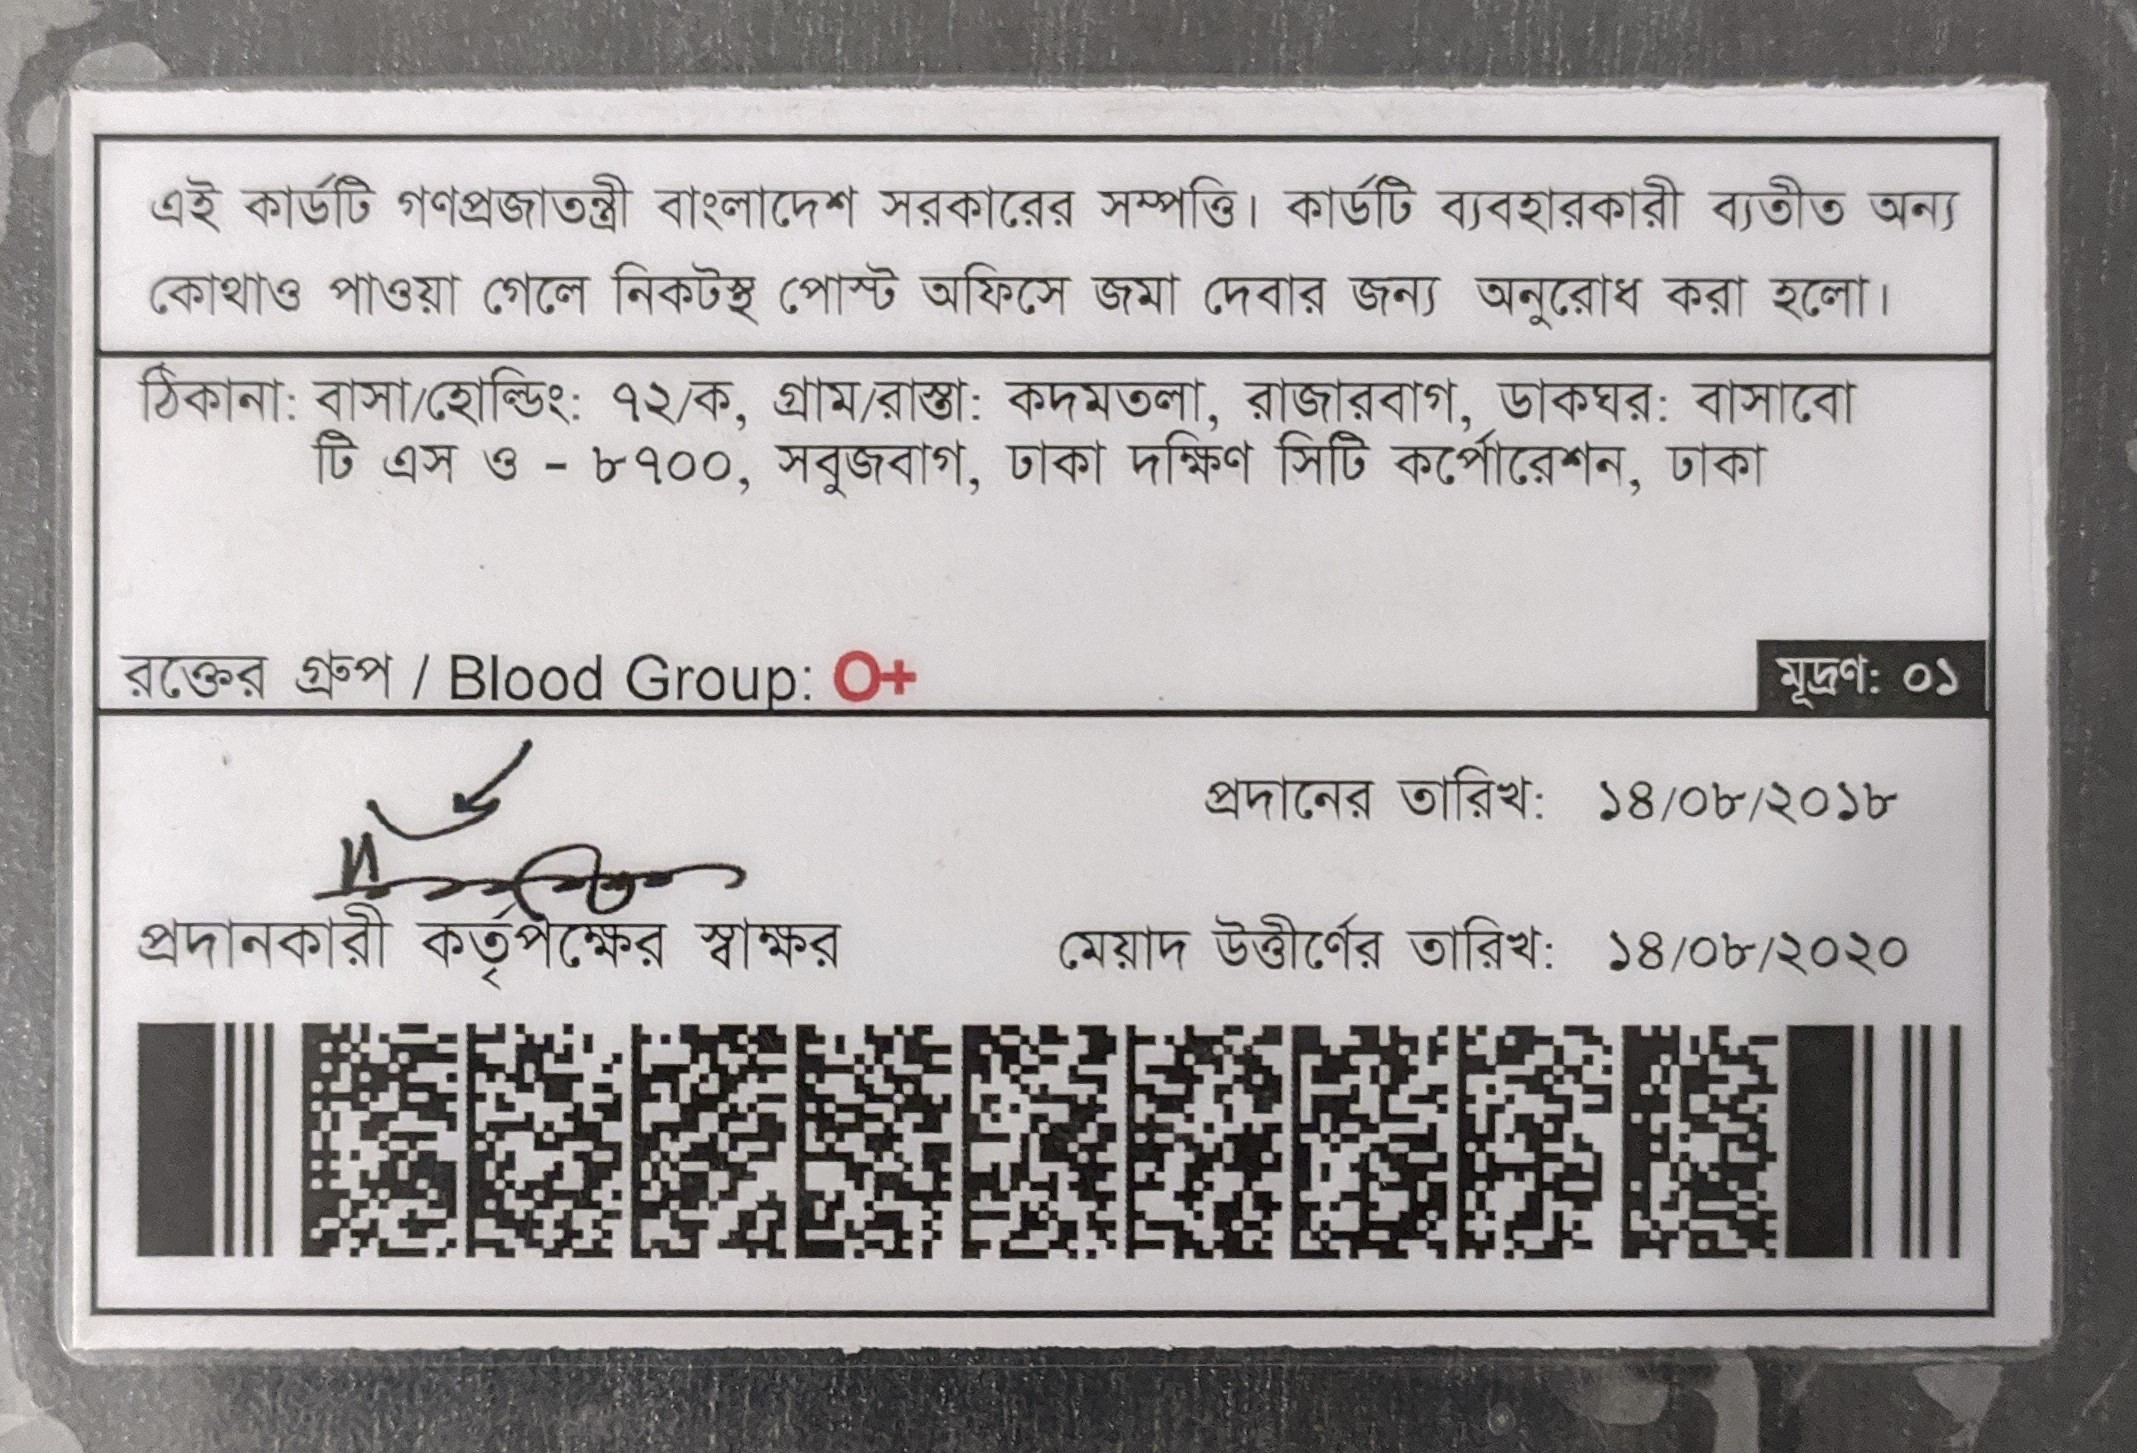 এই কার্ডটি গণপ্রজাতন্ত্রী বাংলাদেশ সরকারের সম্পত্তি। কার্ডটি ব্যবহারকারী ব্যতীত অন্য
কোথাও পাওয়া গেলে নিকটস্থ পোস্ট অফিসে জমা দেবার জন্য অনুরোধ করা হলো।
ঠিকানা: বাসা/হোল্ডিং: ৭২/ক, গ্রাম/রাস্তা: কদমতলা, রাজারবাগ, ডাকঘর: বাসাবো
টি এস ও - ৮৭০০, সবুজবাগ, ঢাকা দক্ষিণ সিটি কর্পোরেশন, ঢাকা
রক্তের গ্রুপ / Blood Group: O+
মূদ্রণ: ০১
প্রদানের তারিখ: ১৪/০৮/২০১৮
প্রদানকারী কর্তৃপক্ষের স্বাক্ষর
মেয়াদ উত্তীর্ণের তারিখ: ১৪/০৮/২০২০